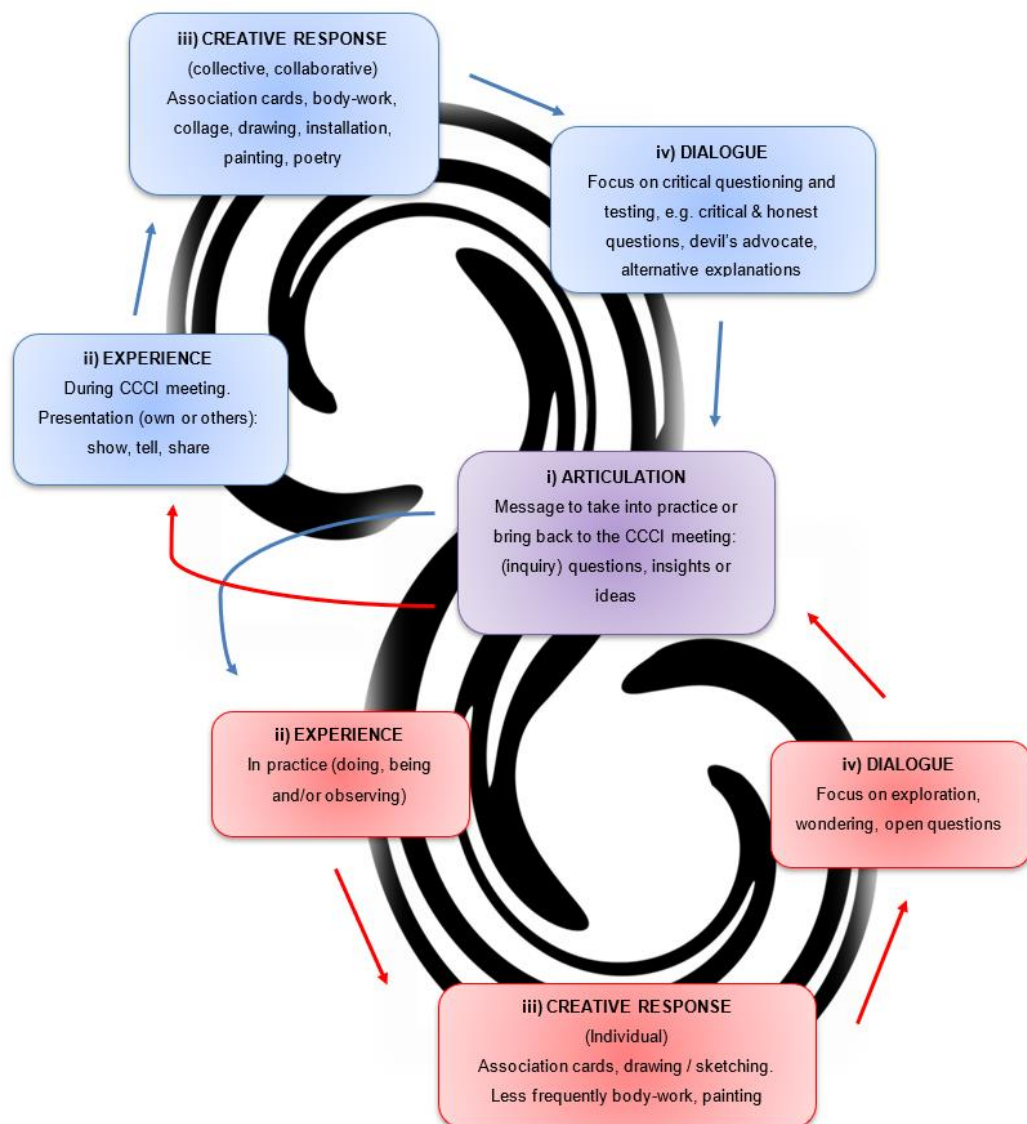 iii) CREATIVE RESPONSE
(collective, collaborative)
Association cards, body-work,
collage, drawing, installation,
painting, poetry
iv) DIALOGUE
Focus on critical questioning and
testing, e.g. critical & honest
questions, devil's advocate,
alternative explanations
ii) EXPERIENCE
During CCCI meeting.
Presentation (own or others):
show, tell, share
i) ARTICULATION
Message to take into practice or
bring back to the CCCI meeting:
(inquiry) questions, insights or
ideas
ii) EXPERIENCE
In practice (doing, being
and/or observing)
iv) DIALOGUE
Focus on exploration,
wondering, open questions
iii) CREATIVE RESPONSE
(Individual)
Association cards, drawing / sketching.
Less frequently body-work, painting